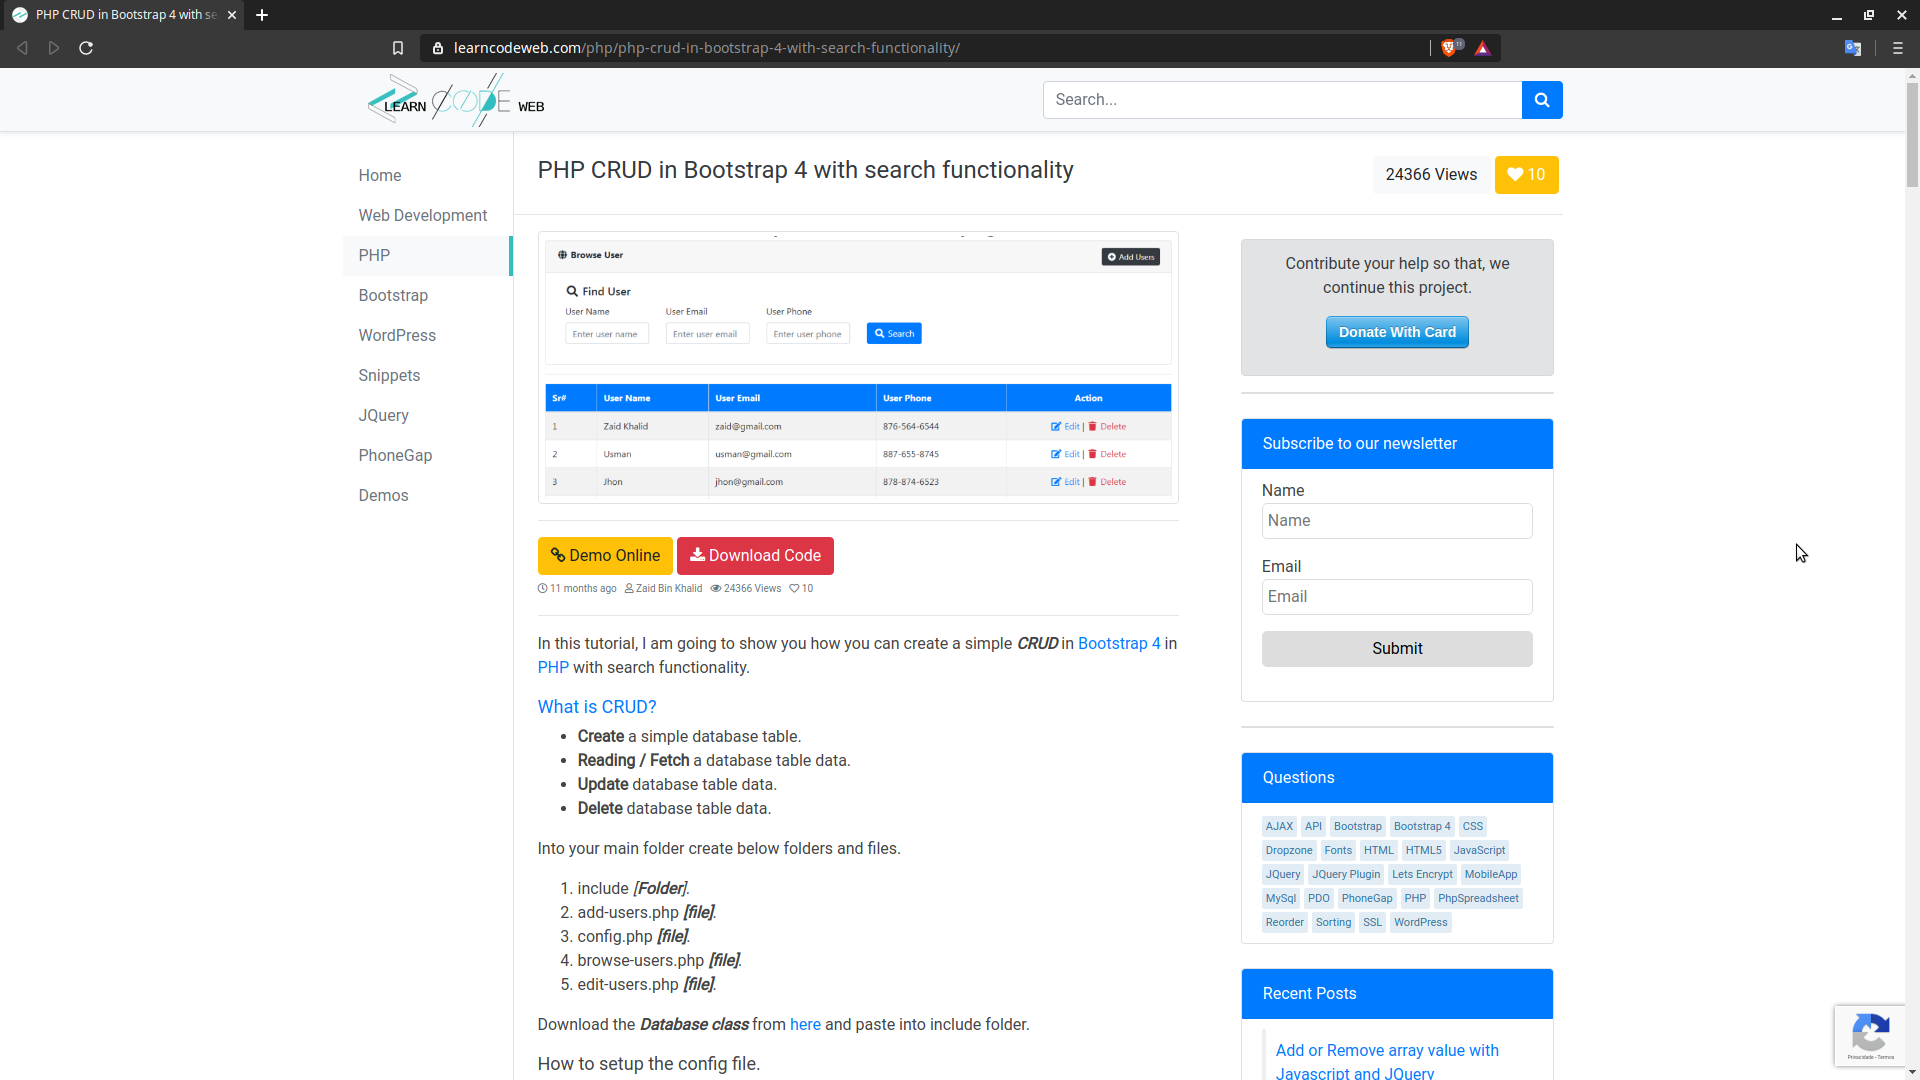 PHP CRUD in Bootstrap 4 with se
learncodeweb.com/php/php-crud-in-bootstrap-4-with-search-functionality/
LEARN CODE WEB
Search...
Home
Web Development
PHP
Bootstrap
WordPress
Snippets
JQuery
PhoneGap
Demos
PHP CRUD in Bootstrap 4 with search functionality
24366 Views
10
Browse User
Add Users
Find User
User Name User Email User Phone
Enter user name Enter user email Enter user phone Search
Sr# User Name User Email User Phone Action
1 Zaid Khalid zaid@gmail.com 876-564-6544 Edit | Delete
2 Usman usman@gmail.com 887-655-8745 Edit | Delete
3 Jhon jhon@gmail.com 878-874-6523 Edit | Delete
Demo Online Download Code
11 months ago Zaid Bin Khalid 24366 Views 10
In this tutorial, I am going to show you how you can create a simple CRUD in Bootstrap 4 in
PHP with search functionality.
What is CRUD?
• Create a simple database table.
• Reading / Fetch a database table data.
• Update database table data.
• Delete database table data.
Into your main folder create below folders and files.
1. include [Folder].
2. add-users.php [file].
3. config.php [file].
4. browse-users.php [file].
5. edit-users.php [file].
Download the Database class from here and paste into include folder.
How to setup the config file.
Contribute your help so that, we
continue this project.
Donate With Card
Subscribe to our newsletter
Name
Name
Email
Email
Submit
Questions
AJAX API Bootstrap Bootstrap 4 CSS
Dropzone Fonts HTML HTML5 JavaScript
JQuery JQuery Plugin Lets Encrypt MobileApp
MySql PDO PhoneGap PHP PhpSpreadsheet
Reorder Sorting SSL WordPress
Recent Posts
Add or Remove array value with
Javascript and JQuery
Privacidade - Termos